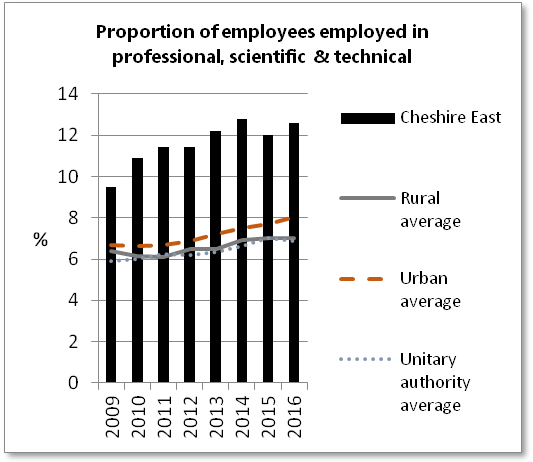 Proportion of employees employed in
professional, scientific & technical
14
12
10
8
6
4
2
0
%
2009
2010
2011
2012
2013
2014
2015
2016
Cheshire East
Rural
average
Urban
average
Unitary
authority
average